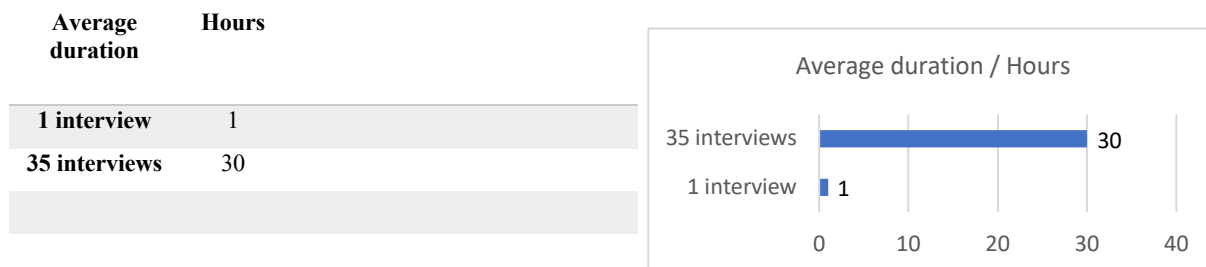 Average Hours
duration
1 interview 1
35 interviews 30
Average duration / Hours
35 interviews 30
1 interview 1
0 10 20 30 40